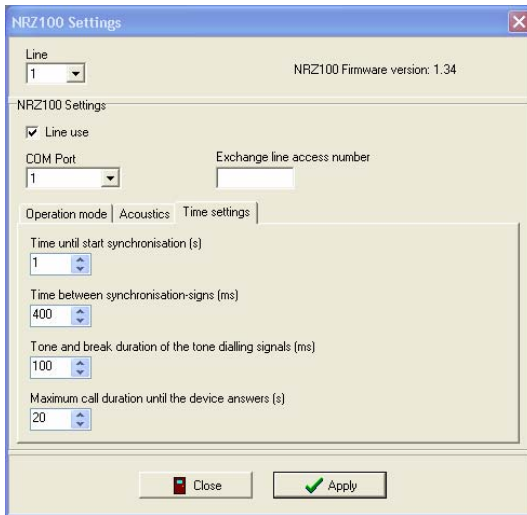 NRZ100 Settings
Line
1
NRZ100 Firmware version: 1.34
NRZ100 Settings
Line use
COM Port
Exchange line access number
1
Operation mode Acoustics Time settings
Time until start synchronisation (s)
1
Time between synchronisation-signs (ms)
400
Tone and break duration of the tone dialling signals (ms)
100
Maximum call duration until the device answers (s)
20
Close Apply